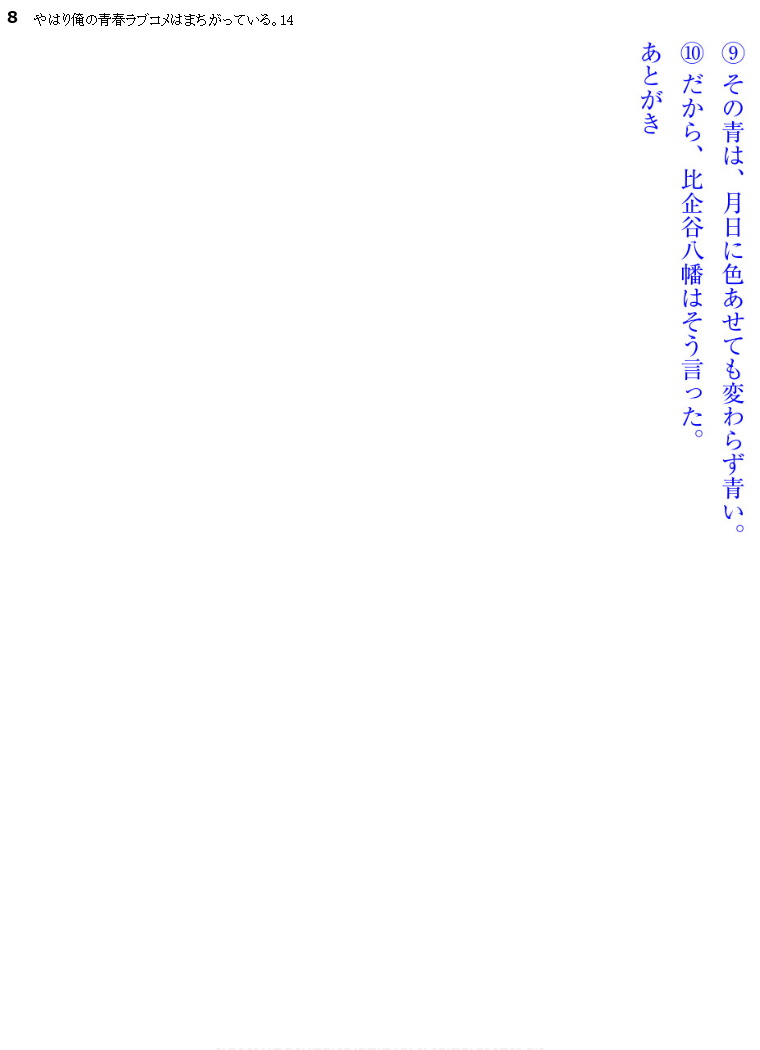 8 やはり俺の青春ラブコメはまちがっている。14
⑨ その青は、月日に色あせても変わらず青い。
⑩ だから、比企谷八幡はそう言った。
あとがき